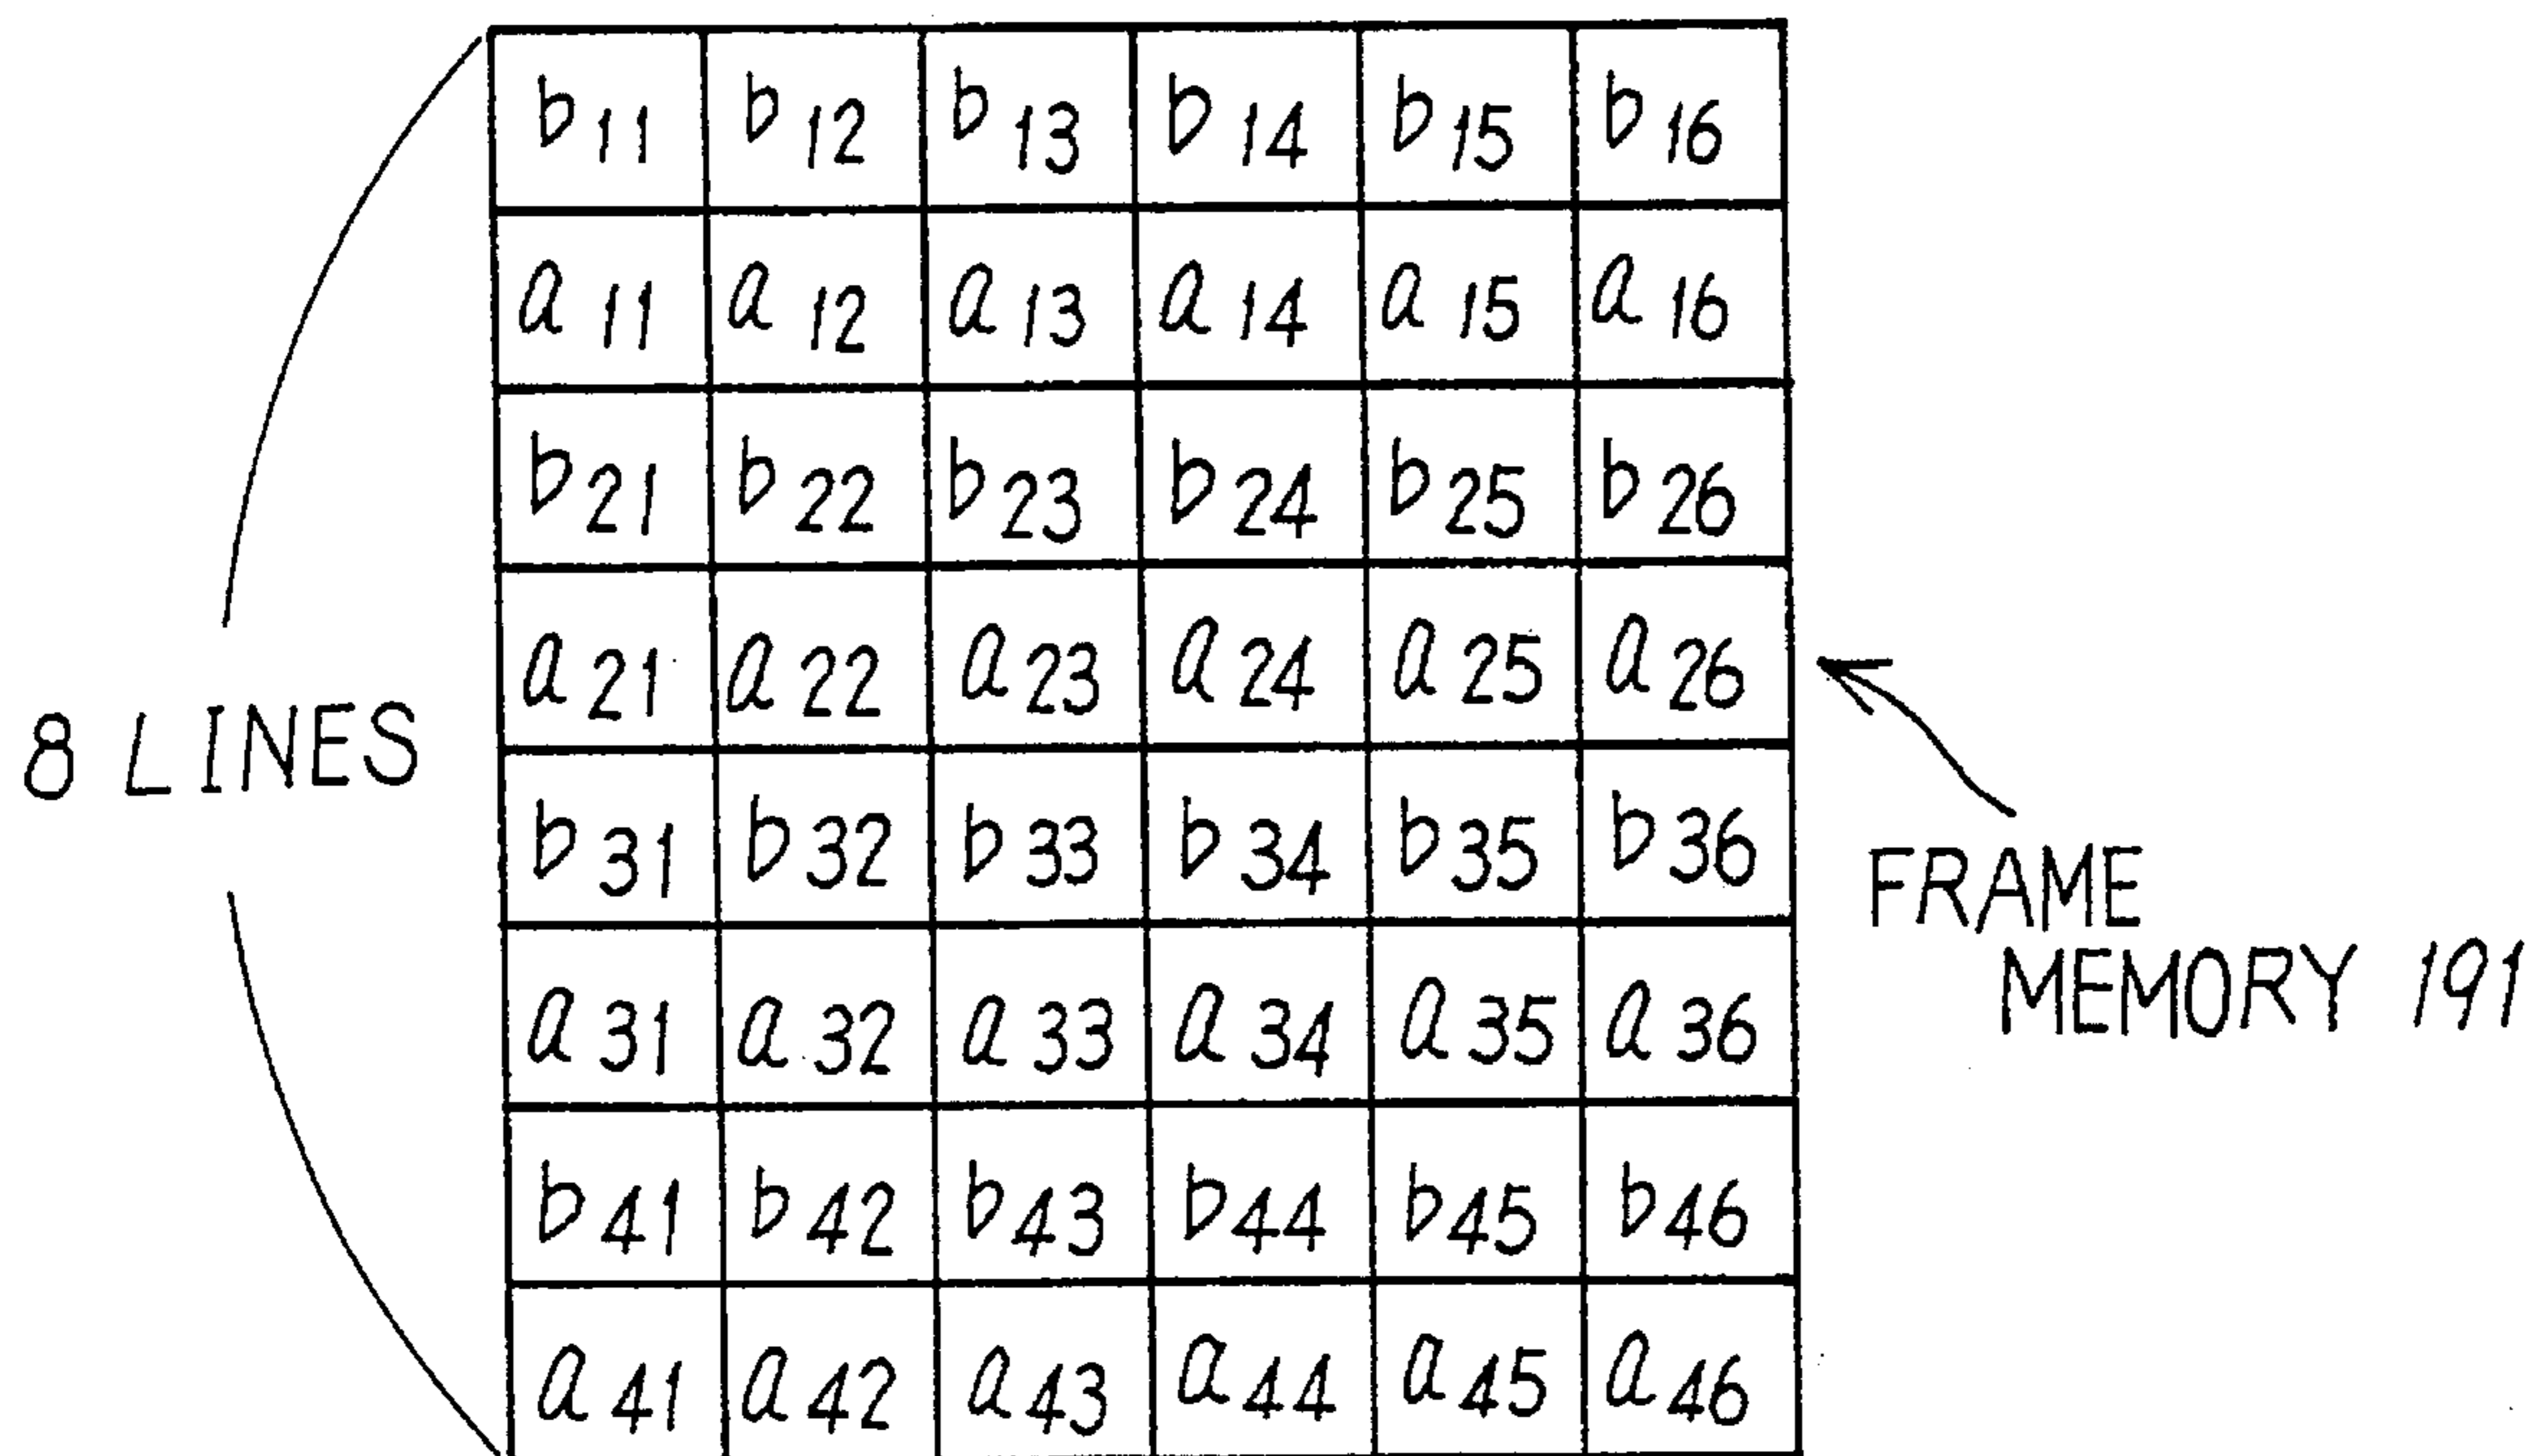 b11 b12 b13 b14 b15 b16
a11 a12 a13 a14 a15 a16
b21 b22 b23 b24 b25 b26
a21 a22 a23 a24 a25 a26
8 LINES
b31 b32 b33 b34 b35 b36
FRAME
MEMORY 191
a31 a32 a33 a34 a35 a36
b41 b42 b43 b44 b45 b46
a41 a42 a43 a44 a45 a46